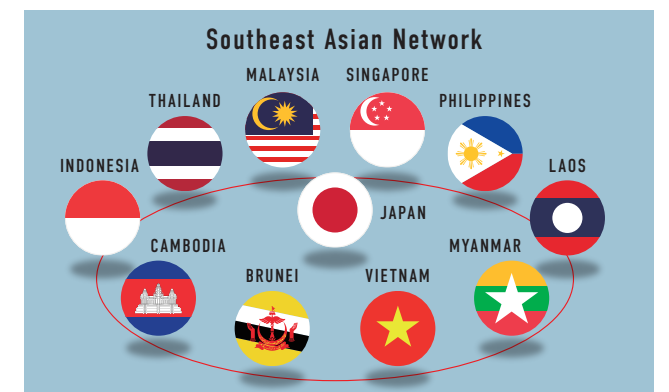 Southeast Asian Network
MALAYSIA
SINGAPORE
THAILAND
PHILIPPINES
INDONESIA
LAOS
JAPAN
CAMBODIA
MYANMAR
BRUNEI
VIETNAM